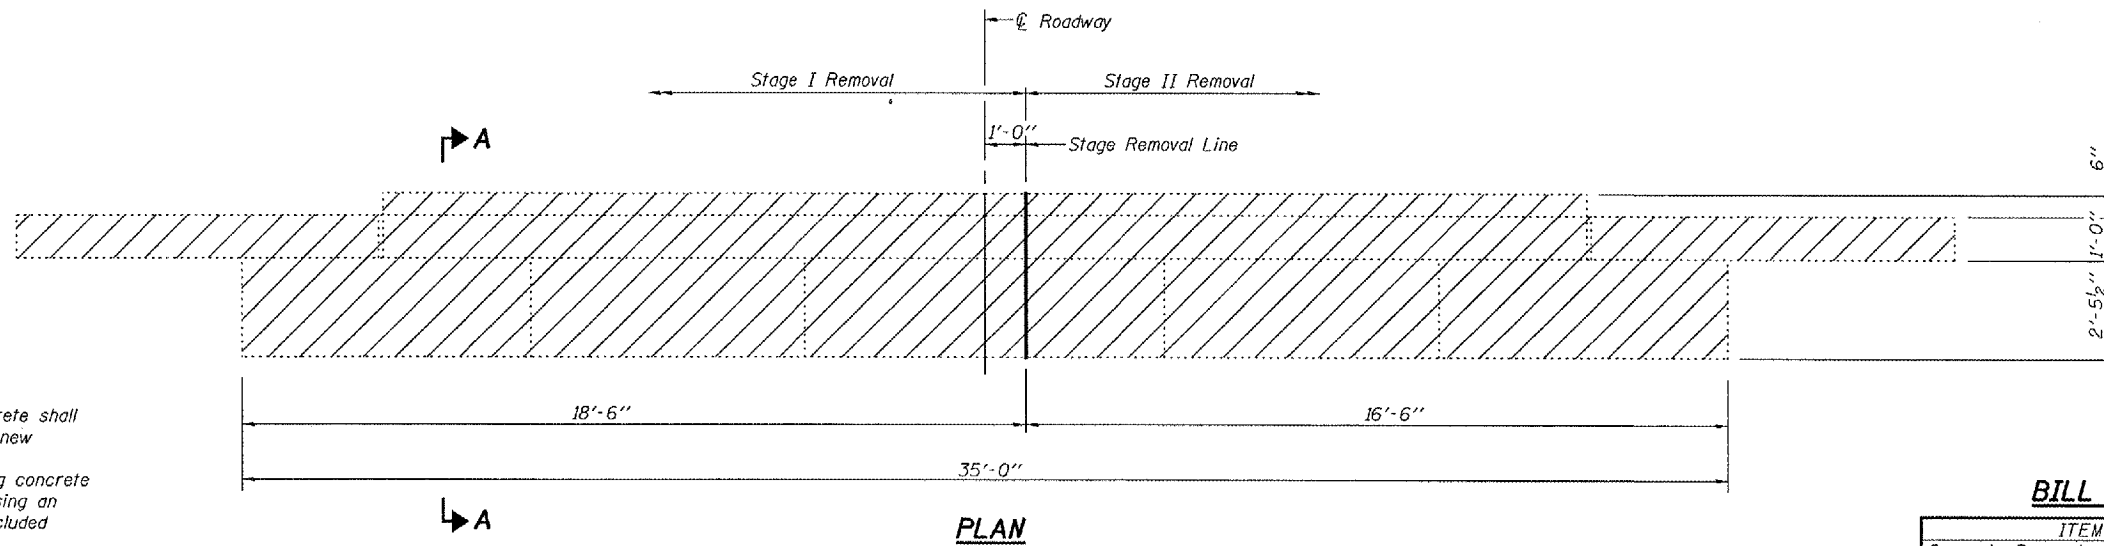 ℄ Roadway
Stage I Removal
Stage II Removal
A
1'-0"
Stage Removal Line
6"
1'-0"
2'-5½"
18'-6"
16'-6"
35'-0"
A
PLAN
rete shall
new
g concrete
sing an
cluded
BILL
ITEM